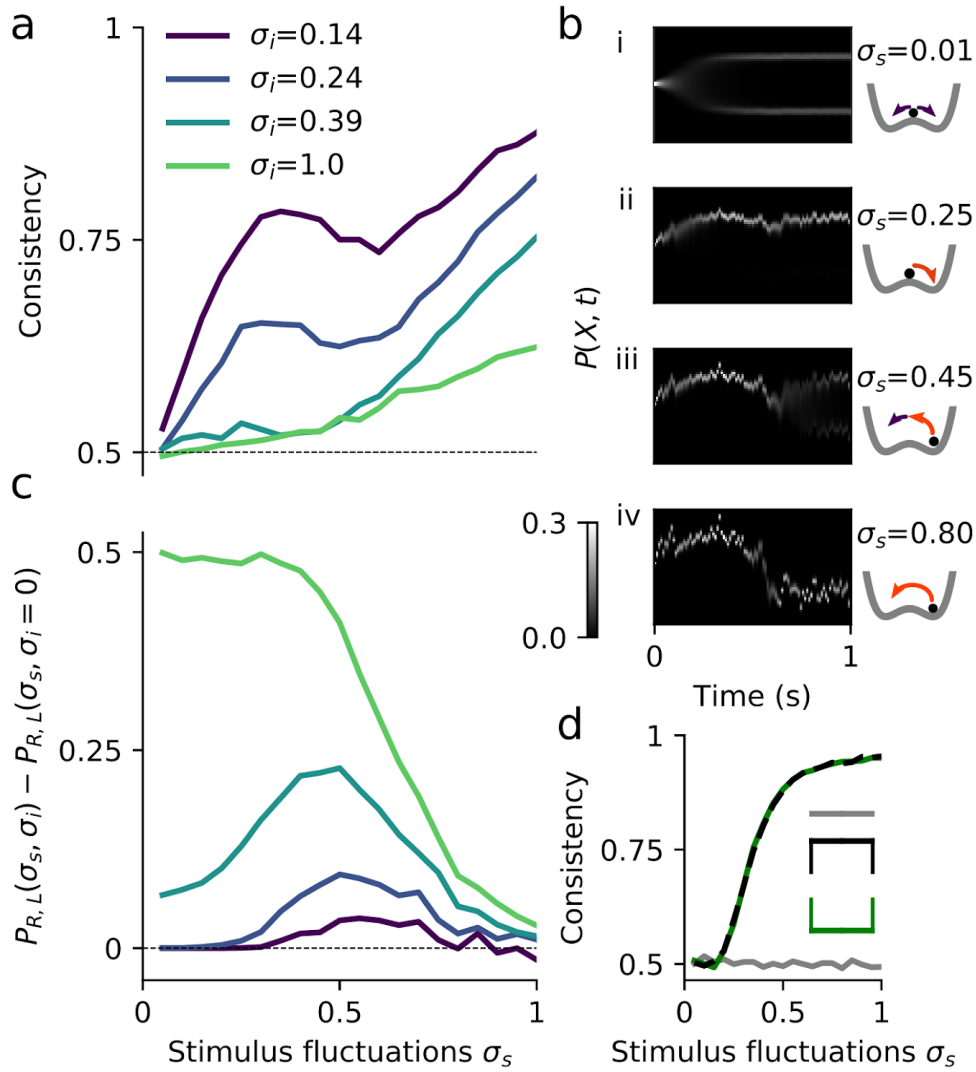 a
1
0.75
0.5
Consistency
σᵢ=0.14
σᵢ=0.24
σᵢ=0.39
σᵢ=1.0
b
i
σₛ=0.01
ii
σₛ=0.25
P(X, t)
iii
σₛ=0.45
iv
σₛ=0.80
0.3
0.0
0
1
Time (s)
c
0.5
0.25
0
P_{R, L}(σₛ, σᵢ) − P_{R, L}(σₛ, σᵢ = 0)
0
0.5
1
Stimulus fluctuations σₛ
d
1
0.75
0.5
Consistency
0
0.5
1
Stimulus fluctuations σₛ